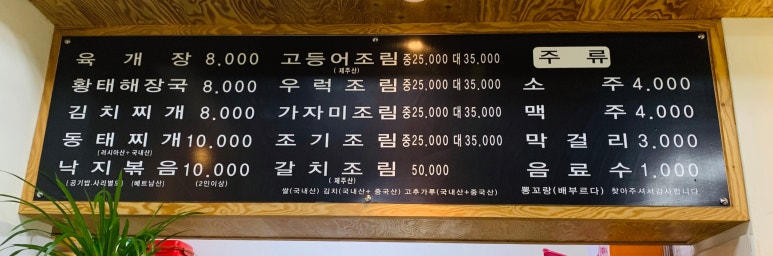 육개장 8.000
황태해장국 8.000
김치찌개 8.000
동태찌개 10.000
(러시아산+국내산)
낙지볶음 10.000
(공기밥.사리별도) (베트남산) (2인이상)
고등어조림 중25,000 대35,000
(제주산)
우럭조림 중25,000 대35,000
가자미조림 중25,000 대35,000
조기조림 중25,000 대35,000
갈치조림 50,000
(제주산)
쌀(국내산) 김치(국내산+중국산) 고추가루(국내산+중국산)
주류
소주 4.000
맥주 4.000
막걸리 3.000
음료수 1.000
뽕꼬랑(배부르다) 찾아주셔서감사합니다